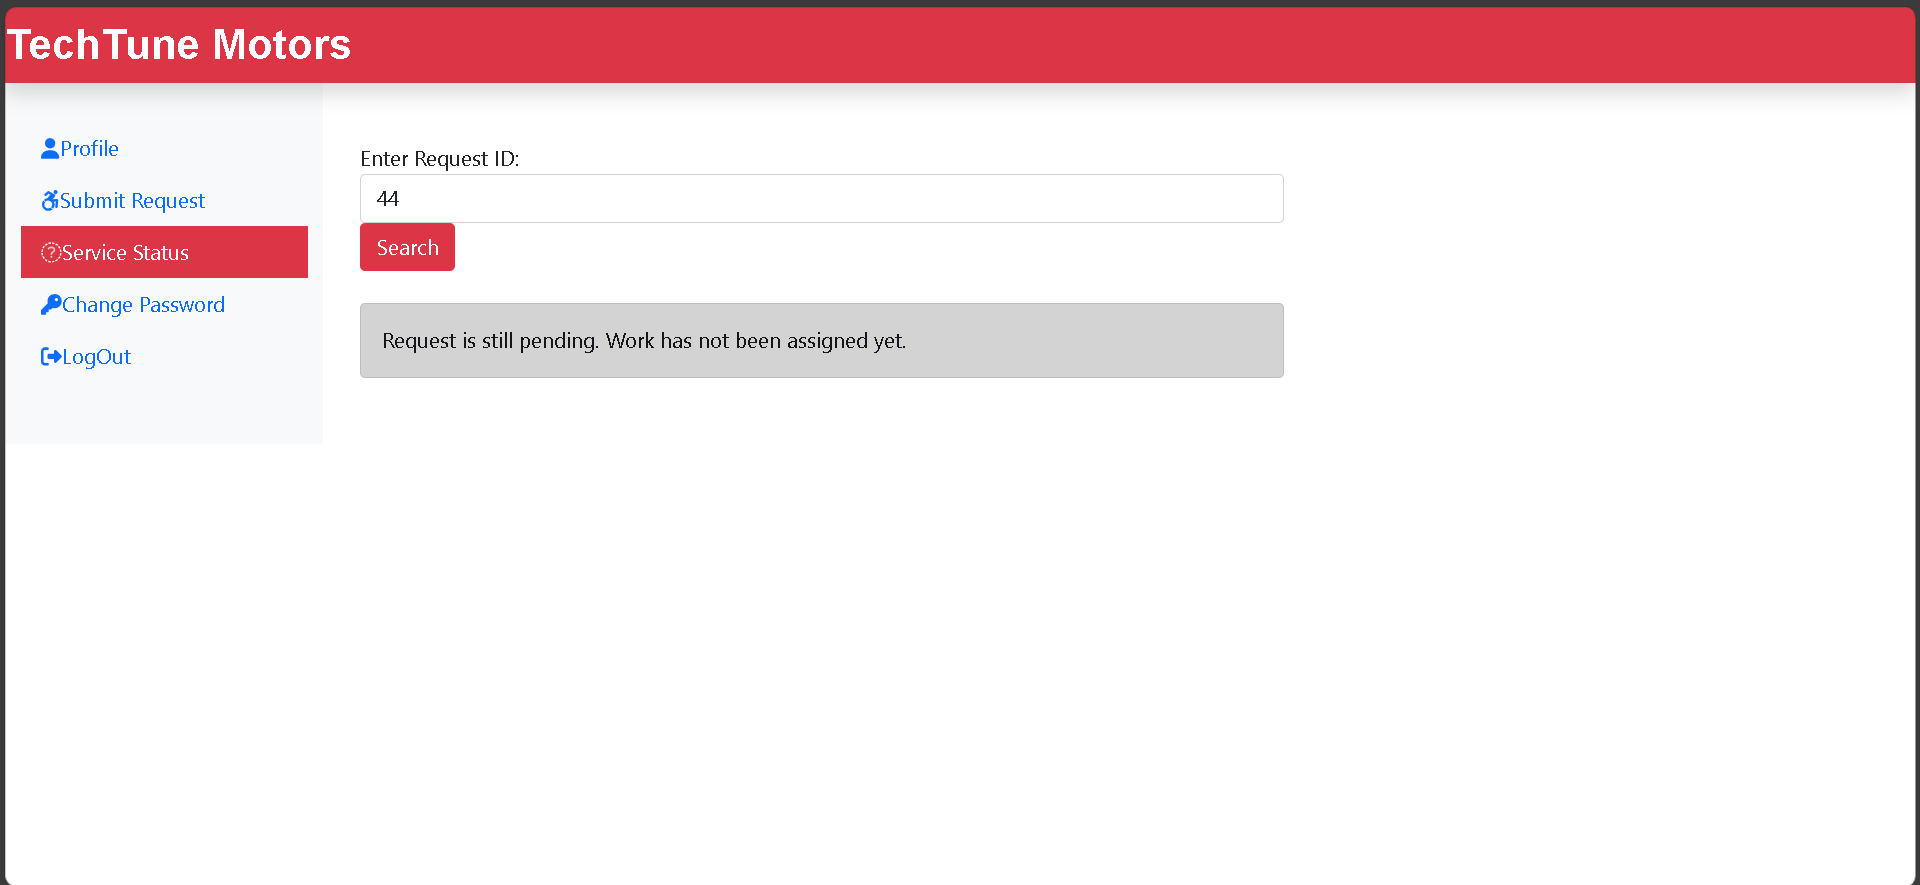 TechTune Motors
Profile
Submit Request
Service Status
Change Password
LogOut
Enter Request ID:
44
Search
Request is still pending. Work has not been assigned yet.